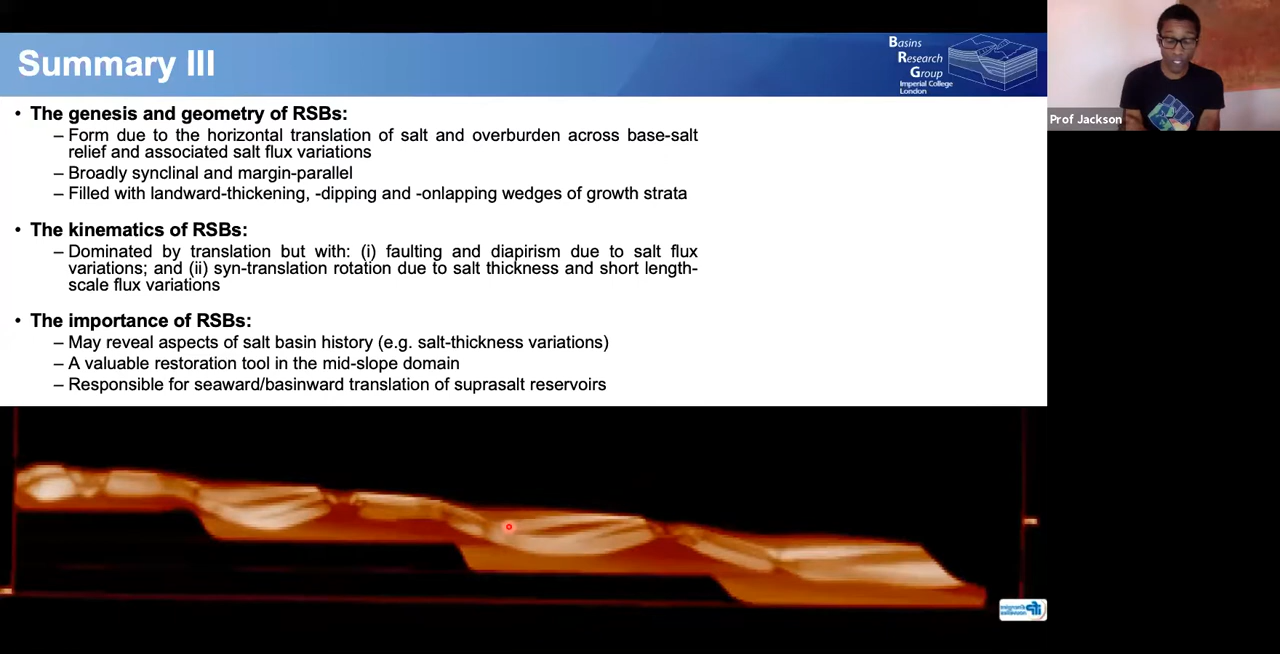 Summary III
Basins
Research
Group
Imperial College
London
Prof Jackson
• The genesis and geometry of RSBs:
– Form due to the horizontal translation of salt and overburden across base-salt
relief and associated salt flux variations
– Broadly synclinal and margin-parallel
– Filled with landward-thickening, -dipping and -onlapping wedges of growth strata
• The kinematics of RSBs:
– Dominated by translation but with: (i) faulting and diapirism due to salt flux
variations; and (ii) syn-translation rotation due to salt thickness and short length-
scale flux variations
• The importance of RSBs:
– May reveal aspects of salt basin history (e.g. salt-thickness variations)
– A valuable restoration tool in the mid-slope domain
– Responsible for seaward/basinward translation of suprasalt reservoirs